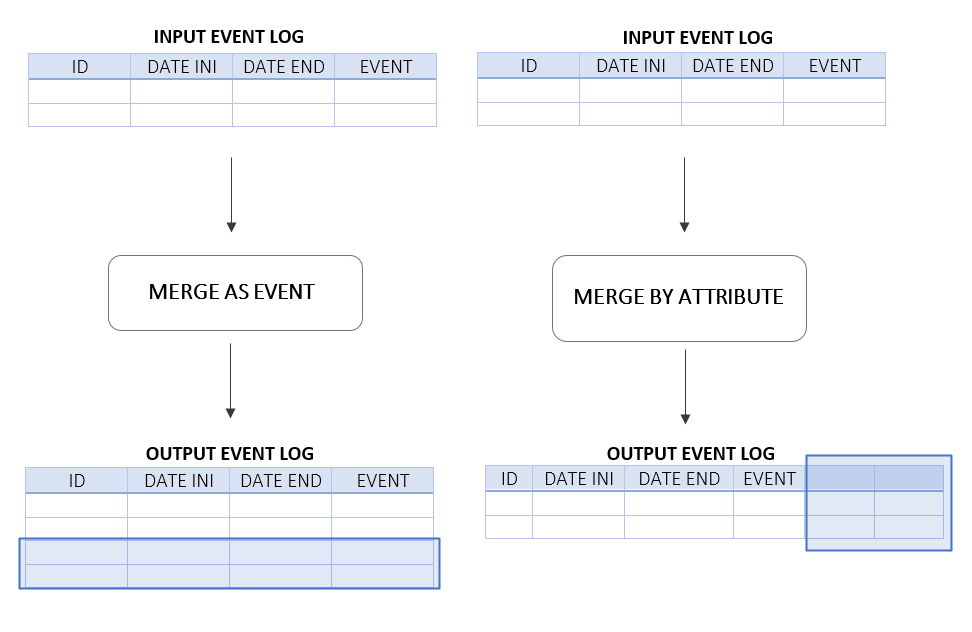 INPUT EVENT LOG
ID DATE INI DATE END EVENT
MERGE AS EVENT
OUTPUT EVENT LOG
ID DATE INI DATE END EVENT
INPUT EVENT LOG
ID DATE INI DATE END EVENT
MERGE BY ATTRIBUTE
OUTPUT EVENT LOG
ID DATE INI DATE END EVENT